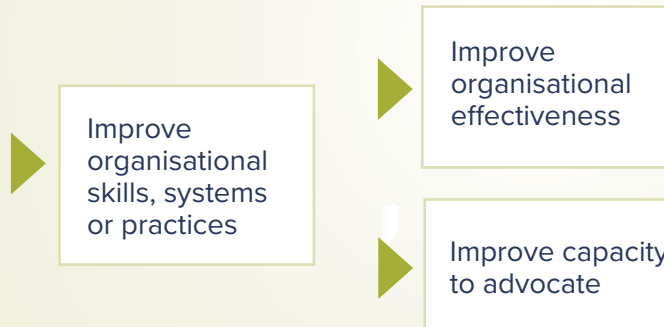 Improve
organisational
skills, systems
or practices
Improve
organisational
effectiveness
Improve capacity
to advocate